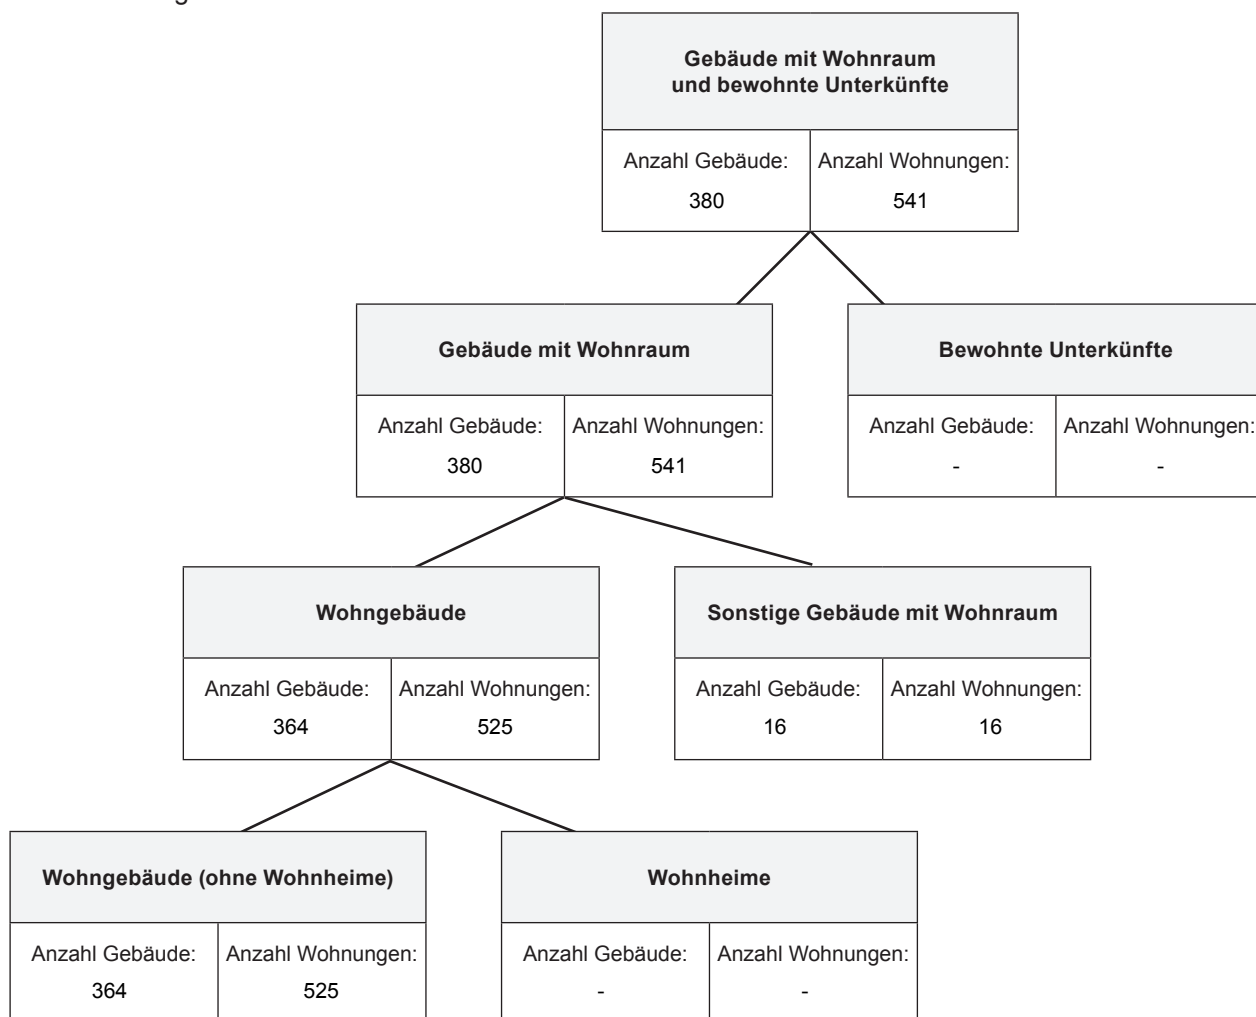 Gebäude mit Wohnraum
und bewohnte Unterkünfte
Anzahl Gebäude: Anzahl Wohnungen:
380 541
Gebäude mit Wohnraum Bewohnte Unterkünfte
Anzahl Gebäude: Anzahl Wohnungen: Anzahl Gebäude: Anzahl Wohnungen:
380 541 - -
Wohngebäude Sonstige Gebäude mit Wohnraum
Anzahl Gebäude: Anzahl Wohnungen: Anzahl Gebäude: Anzahl Wohnungen:
364 525 16 16
Wohngebäude (ohne Wohnheime) Wohnheime
Anzahl Gebäude: Anzahl Wohnungen: Anzahl Gebäude: Anzahl Wohnungen:
364 525 - -